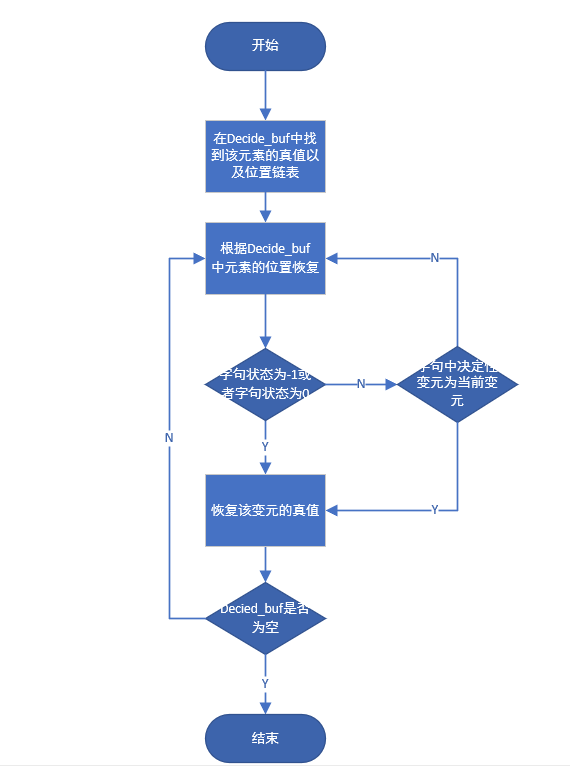 开始
在Decide_buf中找
到该元素的真值以
及位置链表
根据Decide_buf
中元素的位置恢复
N
字句状态为-1或
者字句状态为0
N
字句中决定性
变元为当前变
元
Y
N
恢复该变元的真值
Y
Decied_buf是否
为空
Y
结束